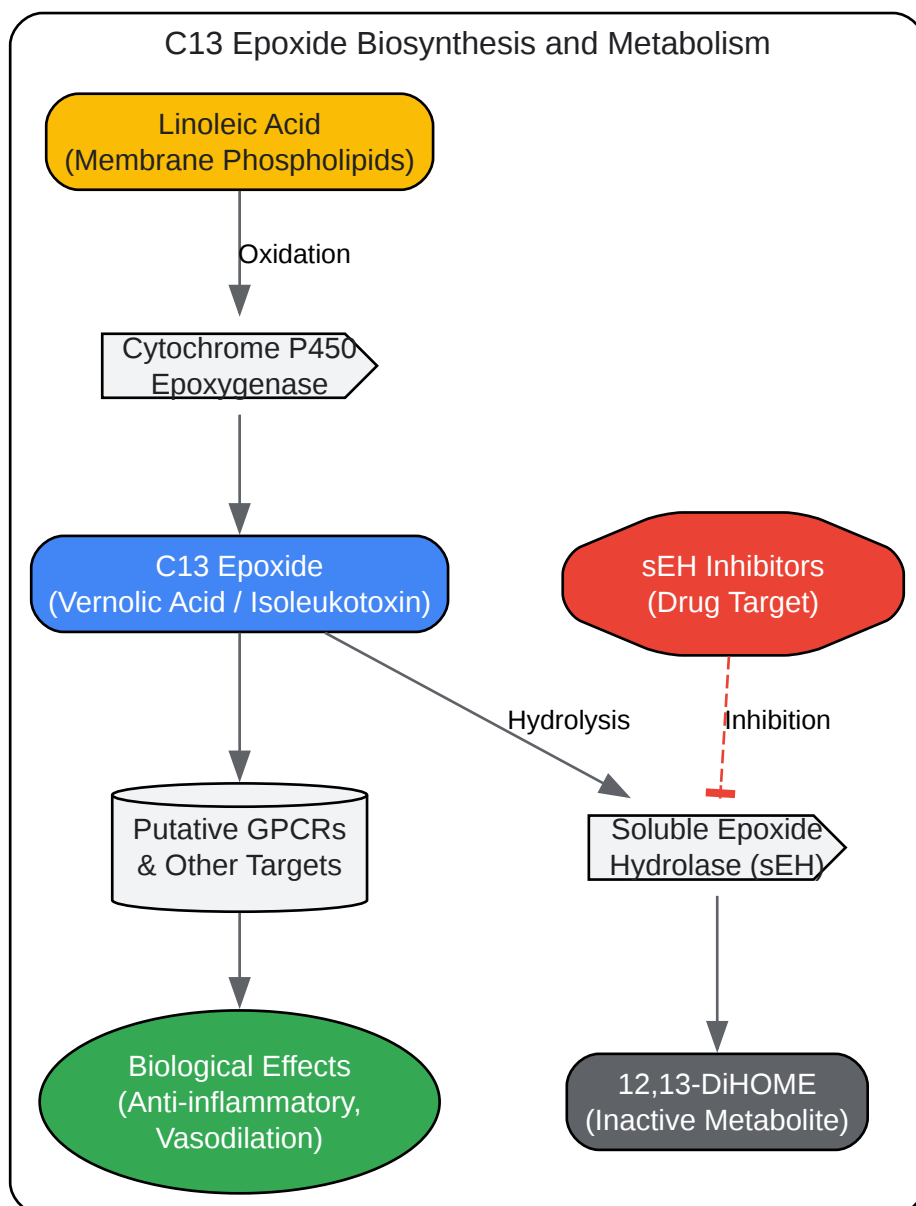 C13 Epoxide Biosynthesis and Metabolism
Linoleic Acid
(Membrane Phospholipids)
Oxidation
Cytochrome P450
Epoxygenase
C13 Epoxide
(Vernolic Acid / Isoleukotoxin)
sEH Inhibitors
(Drug Target)
Hydrolysis
Inhibition
Putative GPCRs
& Other Targets
Soluble Epoxide
Hydrolase (sEH)
Biological Effects
(Anti-inflammatory,
Vasodilation)
12,13-DiHOME
(Inactive Metabolite)